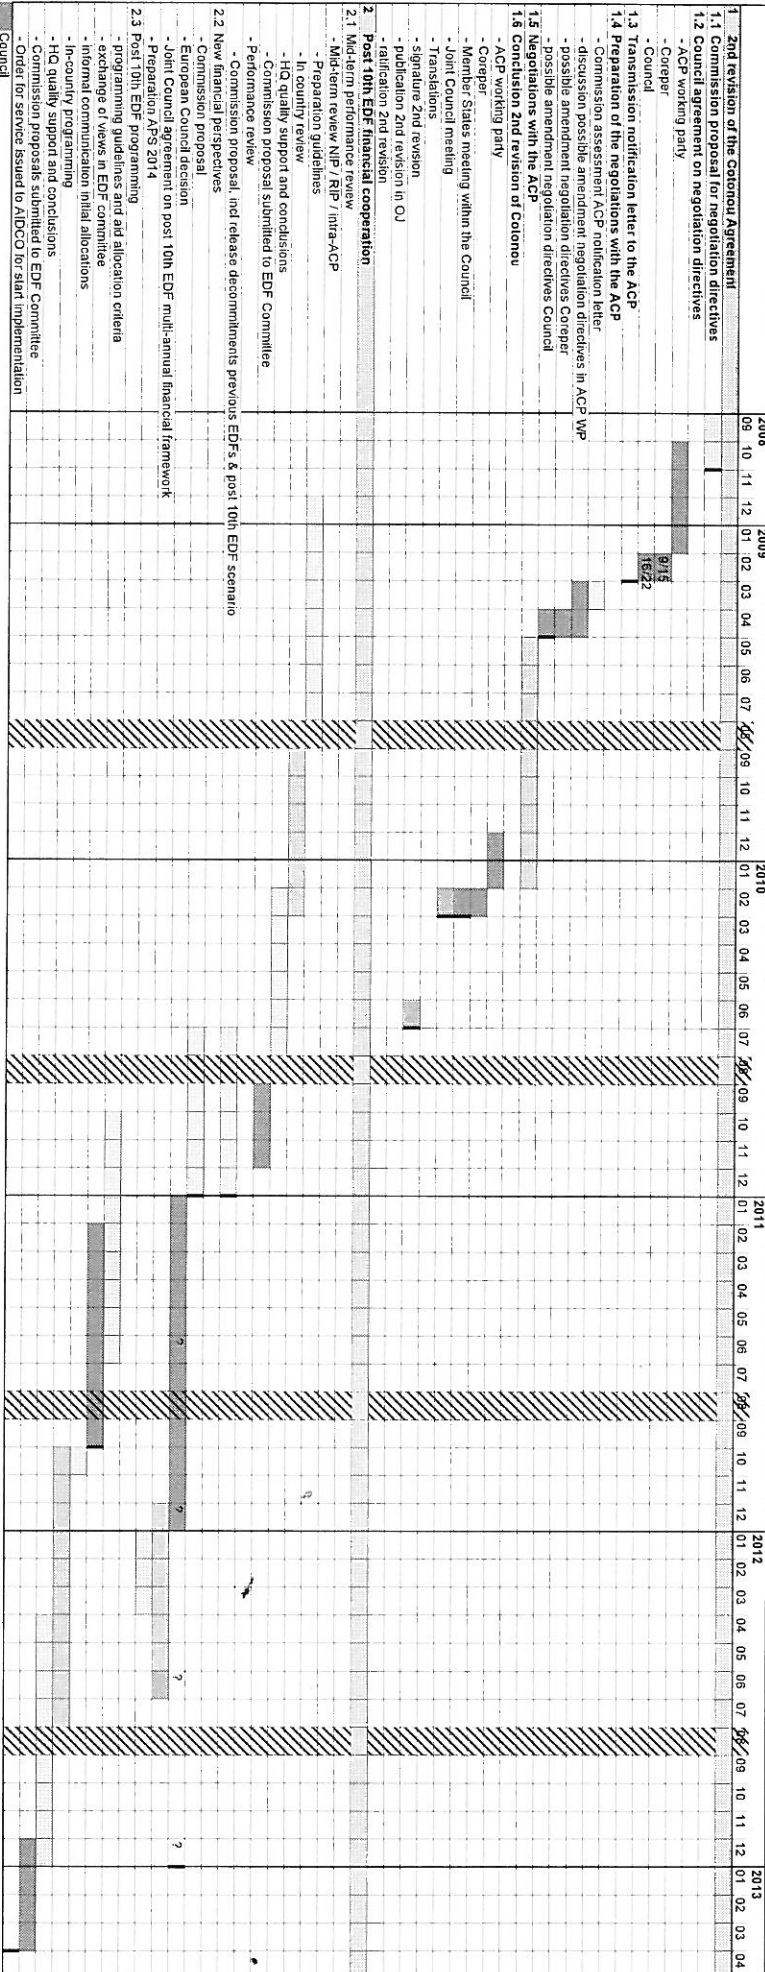 2008 2009 2010 2011 2012 2013
09 10 11 12 01 02 03 04 05 06 07 08 09 10 11 12 01 02 03 04 05 06 07 08 09 10 11 12 01 02 03 04 05 06 07 08 09 10 11 12 01 02 03 04 05 06 07 08 09 10 11 12 01 02 03 04
1 2nd revision of the Cotonou Agreement
1.1 Commission proposal for negotiation directives
1.2 Council agreement on negotiation directives
- ACP working party
- Coreper 9/15
- Council 16/22
1.3 Transmission notification letter to the ACP
1.4 Preparation of the negotiations with the ACP
- Commission assessment ACP notification letter
- discussion possible amendment negotiation directives in ACP WP
- possible amendment negotiation directives Coreper
- possible amendment negotiation directives Council
1.5 Negotiations with the ACP
1.6 Conclusion 2nd revision of Cotonou
- ACP working party
- Coreper
- Member States meeting within the Council
- Joint Council meeting
- Translations
- signature 2nd revision
- publication 2nd revision in OJ
- ratification 2nd revision
2 Post 10th EDF financial cooperation
2.1 Mid-term performance review
- Mid-term review NIP / RIP / intra-ACP
- Preparation guidelines
- In country review
- HQ quality support and conclusions
- Commission proposal submitted to EDF Committee
- Performance review
- Commission proposal, incl release decommitments previous EDFs & post 10th EDF scenario
2.2 New financial perspectives
- Commission proposal
- European Council decision ? ? ? ?
- Joint Council agreement on post 10th EDF multi-annual financial framework
- Preparation APS 2014
2.3 Post 10th EDF programming
- programming guidelines and aid allocation criteria
- exchange of views in EDF committee
- informal communication initial allocations
- In-country programming
- HQ quality support and conclusions
- Commission proposals submitted to EDF Committee
- Order for service issued to AIDCO for start implementation
Council